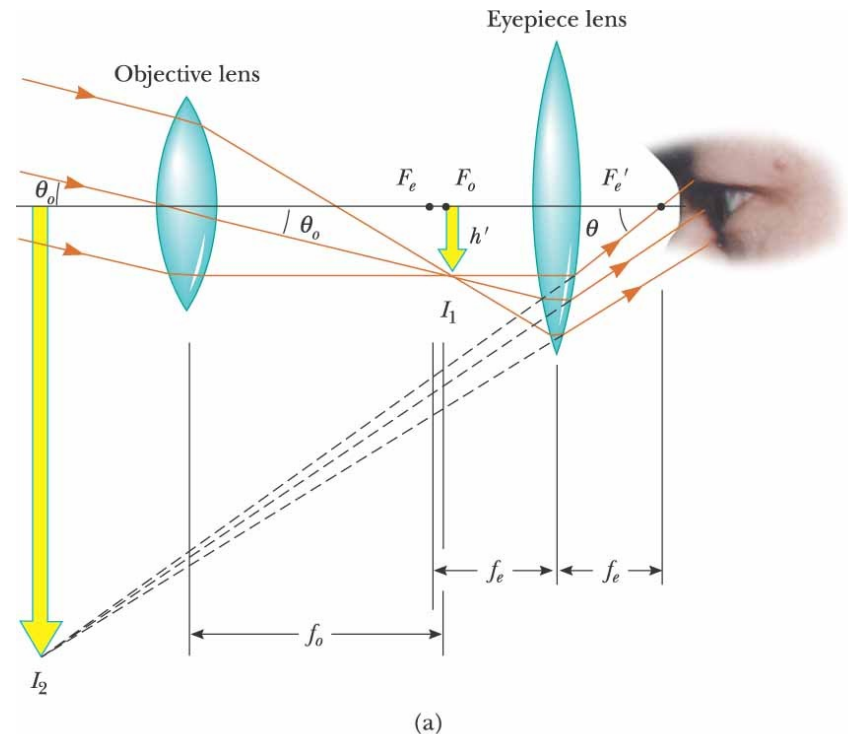 Eyepiece lens
Objective lens
θo
Fe
Fo
Fe′
θo
h′
θ
I1
fe
fe
fo
I2
(a)